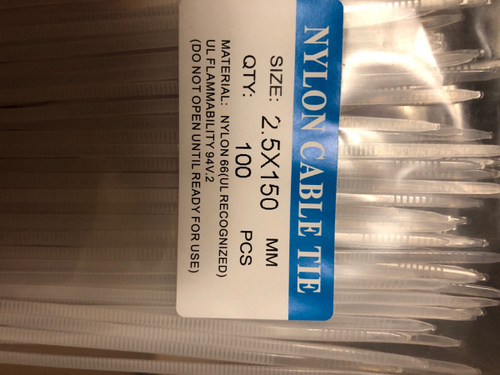 NYLON CABLE TIE
SIZE: 2.5X150 MM
QTY: 100 PCS
MATERIAL: NYLON 66(UL RECOGNIZED)
UL FLAMMABILITY 94V.2
(DO NOT OPEN UNTIL READY FOR USE)